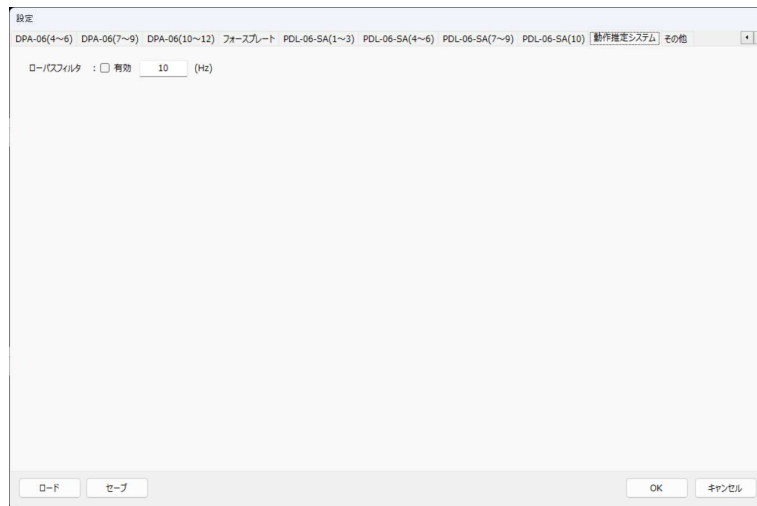 設定
DPA-06(4～6) DPA-06(7～9) DPA-06(10～12) フォースプレート PDL-06-SA(1～3) PDL-06-SA(4～6) PDL-06-SA(7～9) PDL-06-SA(10) 動作推定システム その他
ローパスフィルタ : 有効 10 (Hz)
ロード セーブ OK キャンセル